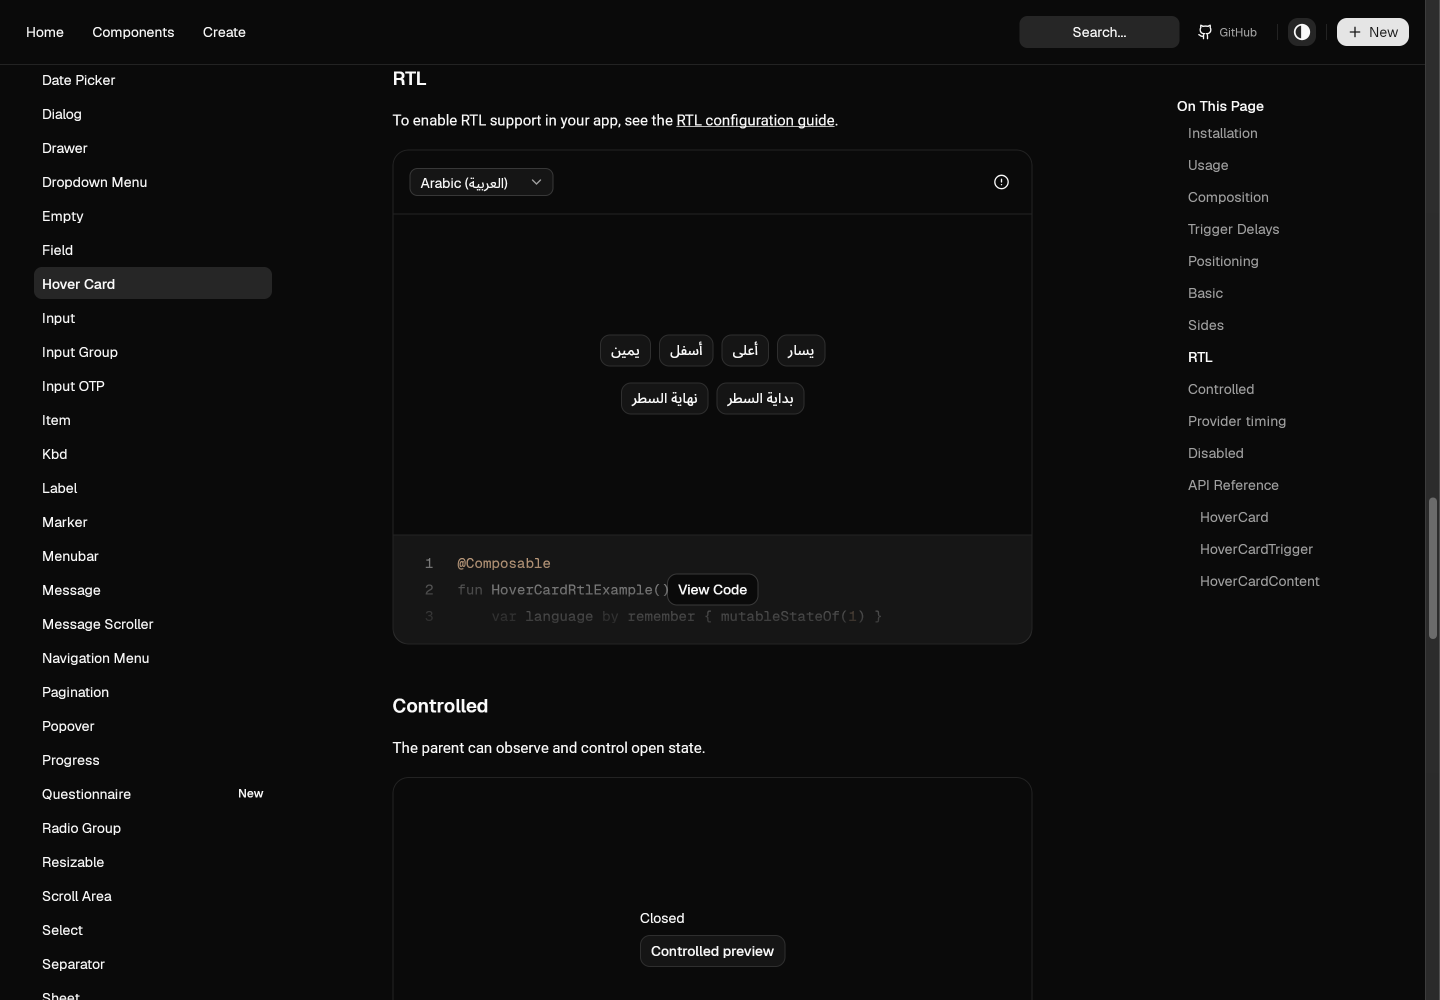 Home
Components
Create
Search...
GitHub
New
Date Picker
Dialog
Drawer
Dropdown Menu
Empty
Field
Hover Card
Input
Input Group
Input OTP
Item
Kbd
Label
Marker
Menubar
Message
Message Scroller
Navigation Menu
Pagination
Popover
Progress
Questionnaire New
Radio Group
Resizable
Scroll Area
Select
Separator
Sheet
RTL
To enable RTL support in your app, see the RTL configuration guide.
Arabic (العربية)
يسار أعلى أسفل يمين
بداية السطر نهاية السطر
1 @Composable
2 fun HoverCardRtlExample()
View Code
3 var language by remember { mutableStateOf(1) }
Controlled
The parent can observe and control open state.
Closed
Controlled preview
On This Page
Installation
Usage
Composition
Trigger Delays
Positioning
Basic
Sides
RTL
Controlled
Provider timing
Disabled
API Reference
HoverCard
HoverCardTrigger
HoverCardContent